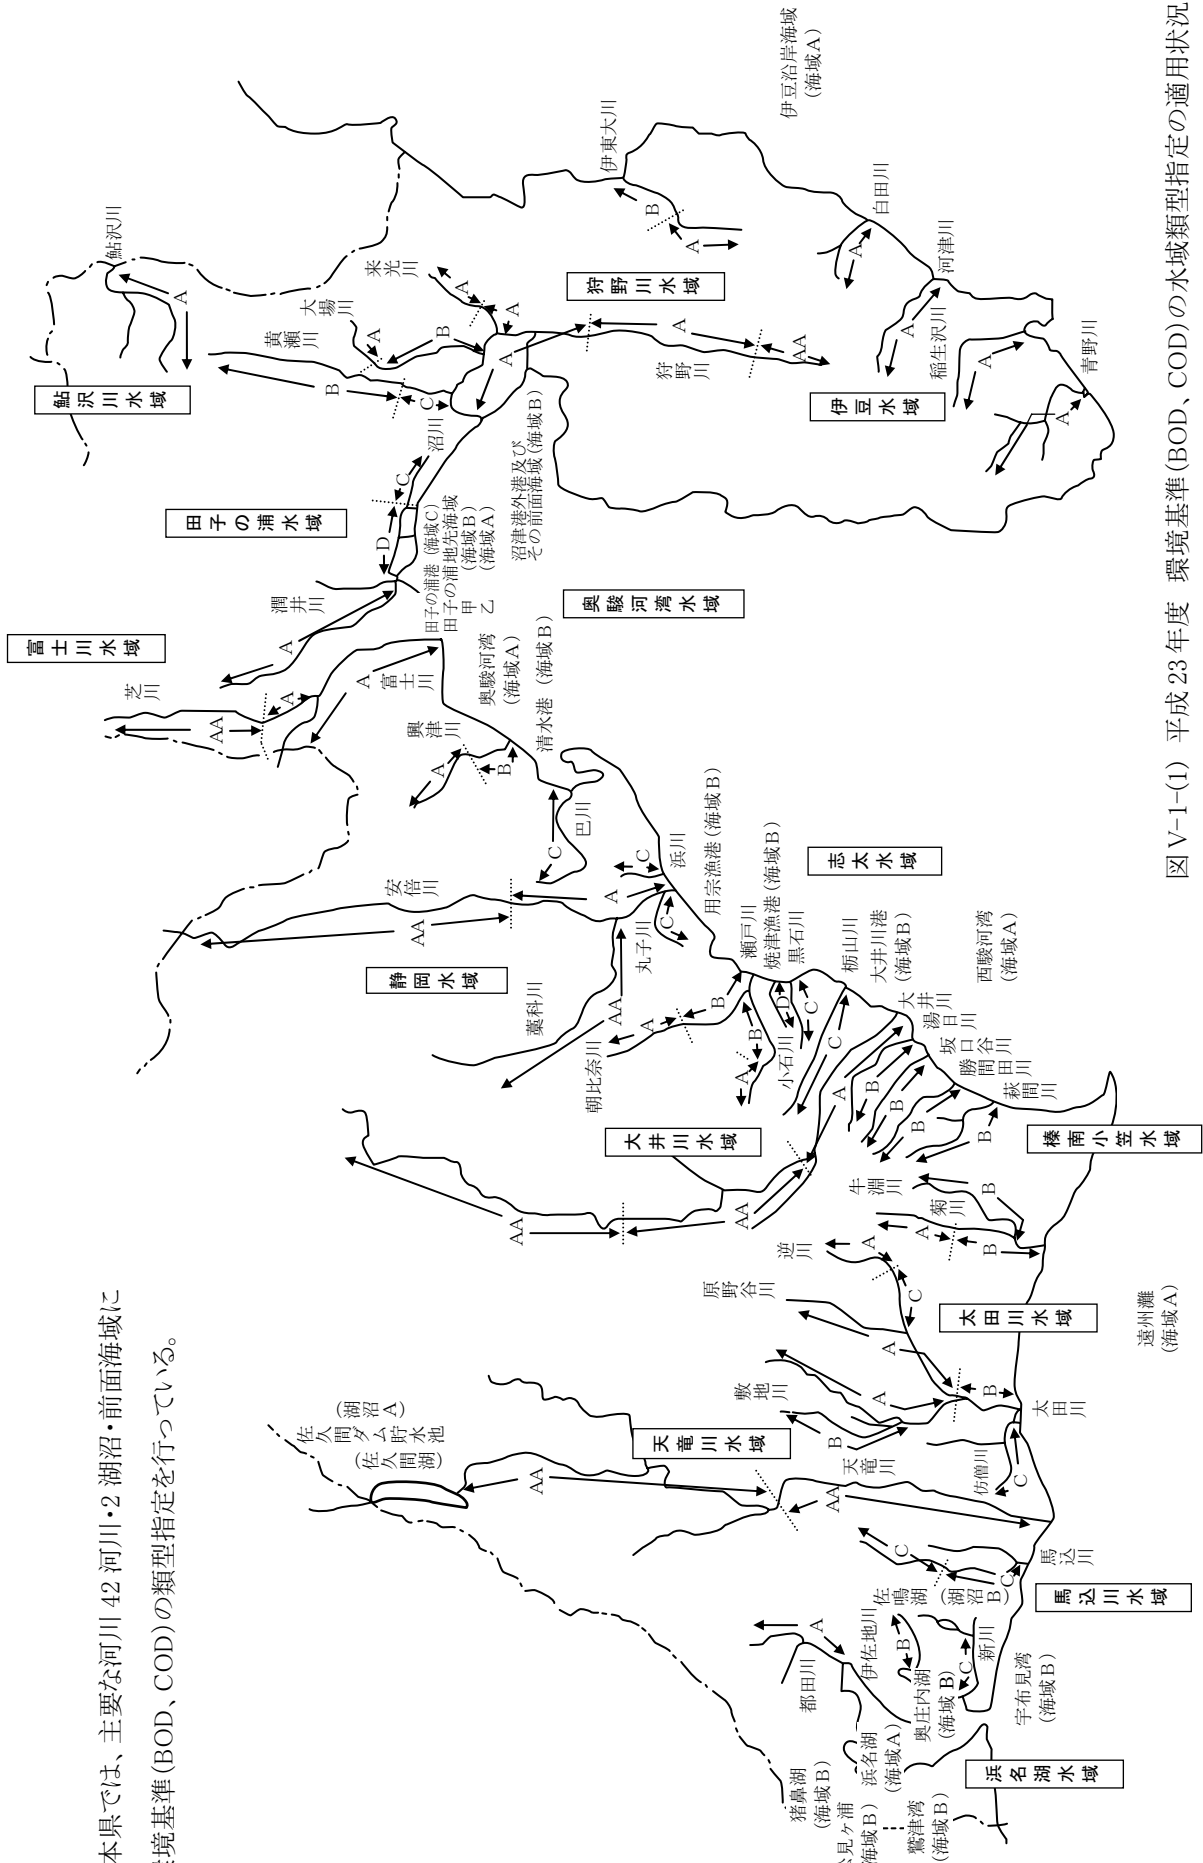 本県では、主要な河川42河川・2湖沼・前面海域に
環境基準(BOD、COD)の類型指定を行っている。
浜名湖水域
猪鼻湖
(海域B)
松見ヶ浦
(海域B)
鷲津湾
(海域B)
浜名湖
(海域A)
都田川
A
伊佐地川
B
奥庄内湖
(海域B)
新川
C
宇布見湾
(海域B)
佐鳴湖
(湖沼B)
馬込川水域
馬込川
C
C
天竜川水域
(湖沼A)
佐久間ダム貯水池
(佐久間湖)
AA
天竜川
AA
太田川水域
敷地川
B
A
仿僧川
C
太田川
B
原野谷川
A
逆川
A
C
遠州灘
(海域A)
榛南小笠水域
菊川
A
B
牛淵川
B
萩間川
B
勝間田川
B
坂口谷川
B
湯日川
B
大井川水域
大井川
AA
AA
A
志太水域
栃山川
C
大井川港
(海域B)
西駿河湾
(海域A)
黒石川
C
小石川
D
焼津漁港(海域B)
瀬戸川
A
B
朝比奈川
A
B
用宗漁港(海域B)
静岡水域
藁科川
AA
安倍川
AA
A
丸子川
C
浜川
C
巴川
C
清水港(海域B)
興津川
A
B
奥駿河湾
(海域A)
奥駿河湾水域
富士川水域
芝川
AA
A
富士川
A
潤井川
A
田子の浦水域
田子の浦港(海域C)
田子の浦地先海域
甲(海域B)
乙(海域A)
D
C
沼川
沼津港外港及び
その前面海域(海域B)
狩野川水域
黄瀬川
B
C
大場川
A
B
来光川
A
A
狩野川
A
A
AA
鮎沢川水域
鮎沢川
A
伊豆水域
伊東大川
B
A
白田川
A
河津川
A
稲生沢川
A
青野川
A
伊豆沿岸海域
(海域A)
図V-1-(1) 平成23年度 環境基準(BOD、COD)の水域類型指定の適用状況